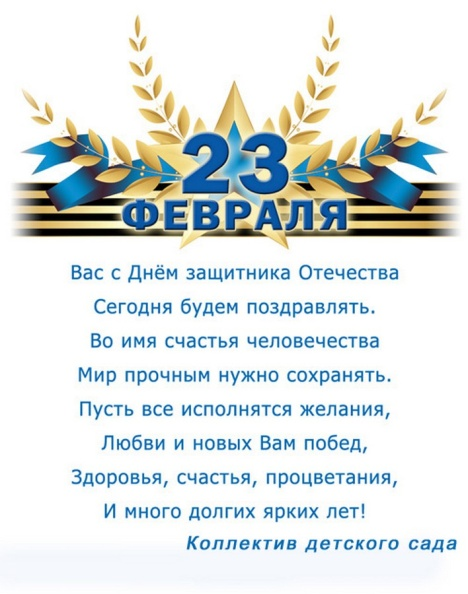 23
ФЕВРАЛЯ
Вас с Днём защитника Отечества
Сегодня будем поздравлять.
Во имя счастья человечества
Мир прочным нужно сохранять.
Пусть все исполнятся желания,
Любви и новых Вам побед,
Здоровья, счастья, процветания,
И много долгих ярких лет!
Коллектив детского сада